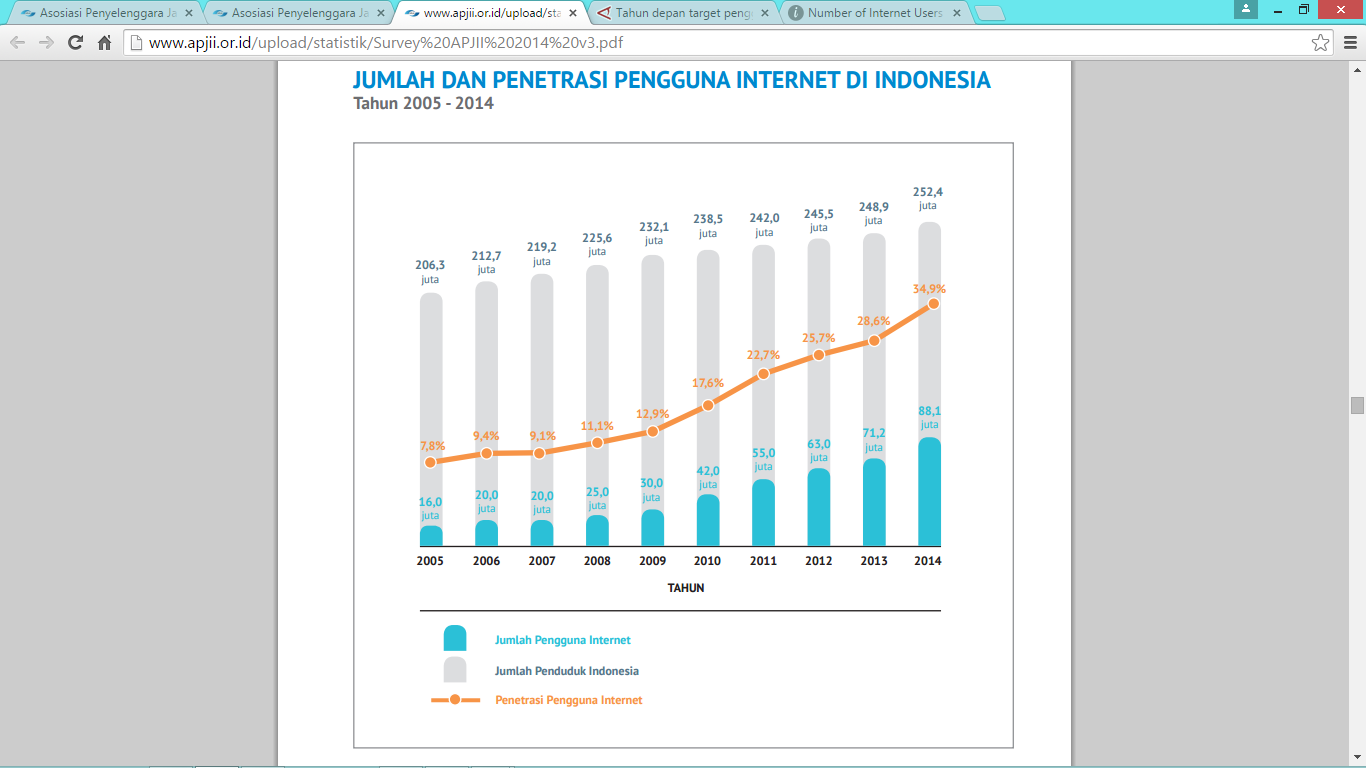 Asosiasi Penyelenggara Ja
Asosiasi Penyelenggara Ja
www.apjii.or.id/upload/sta
Tahun depan target peng
Number of Internet Users
www.apjii.or.id/upload/statistik/Survey%20APJII%202014%20v3.pdf
JUMLAH DAN PENETRASI PENGGUNA INTERNET DI INDONESIA
Tahun 2005 - 2014
206,3 juta
212,7 juta
219,2 juta
225,6 juta
232,1 juta
238,5 juta
242,0 juta
245,5 juta
248,9 juta
252,4 juta
7,8%
9,4%
9,1%
11,1%
12,9%
17,6%
22,7%
25,7%
28,6%
34,9%
16,0 juta
20,0 juta
20,0 juta
25,0 juta
30,0 juta
42,0 juta
55,0 juta
63,0 juta
71,2 juta
88,1 juta
2005 2006 2007 2008 2009 2010 2011 2012 2013 2014
TAHUN
Jumlah Pengguna Internet
Jumlah Penduduk Indonesia
Penetrasi Pengguna Internet